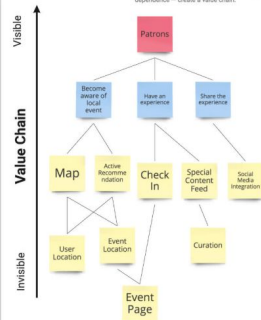 dependence — create a value chain.
Visible
Patrons
Become
aware of
local
event
Have an
experience
Share the
experience
Value Chain
Map
Active
Recomme
ndation
Check
In
Special
Content
Feed
Social
Media
Integration
User
Location
Event
Location
Curation
Invisible
Event
Page